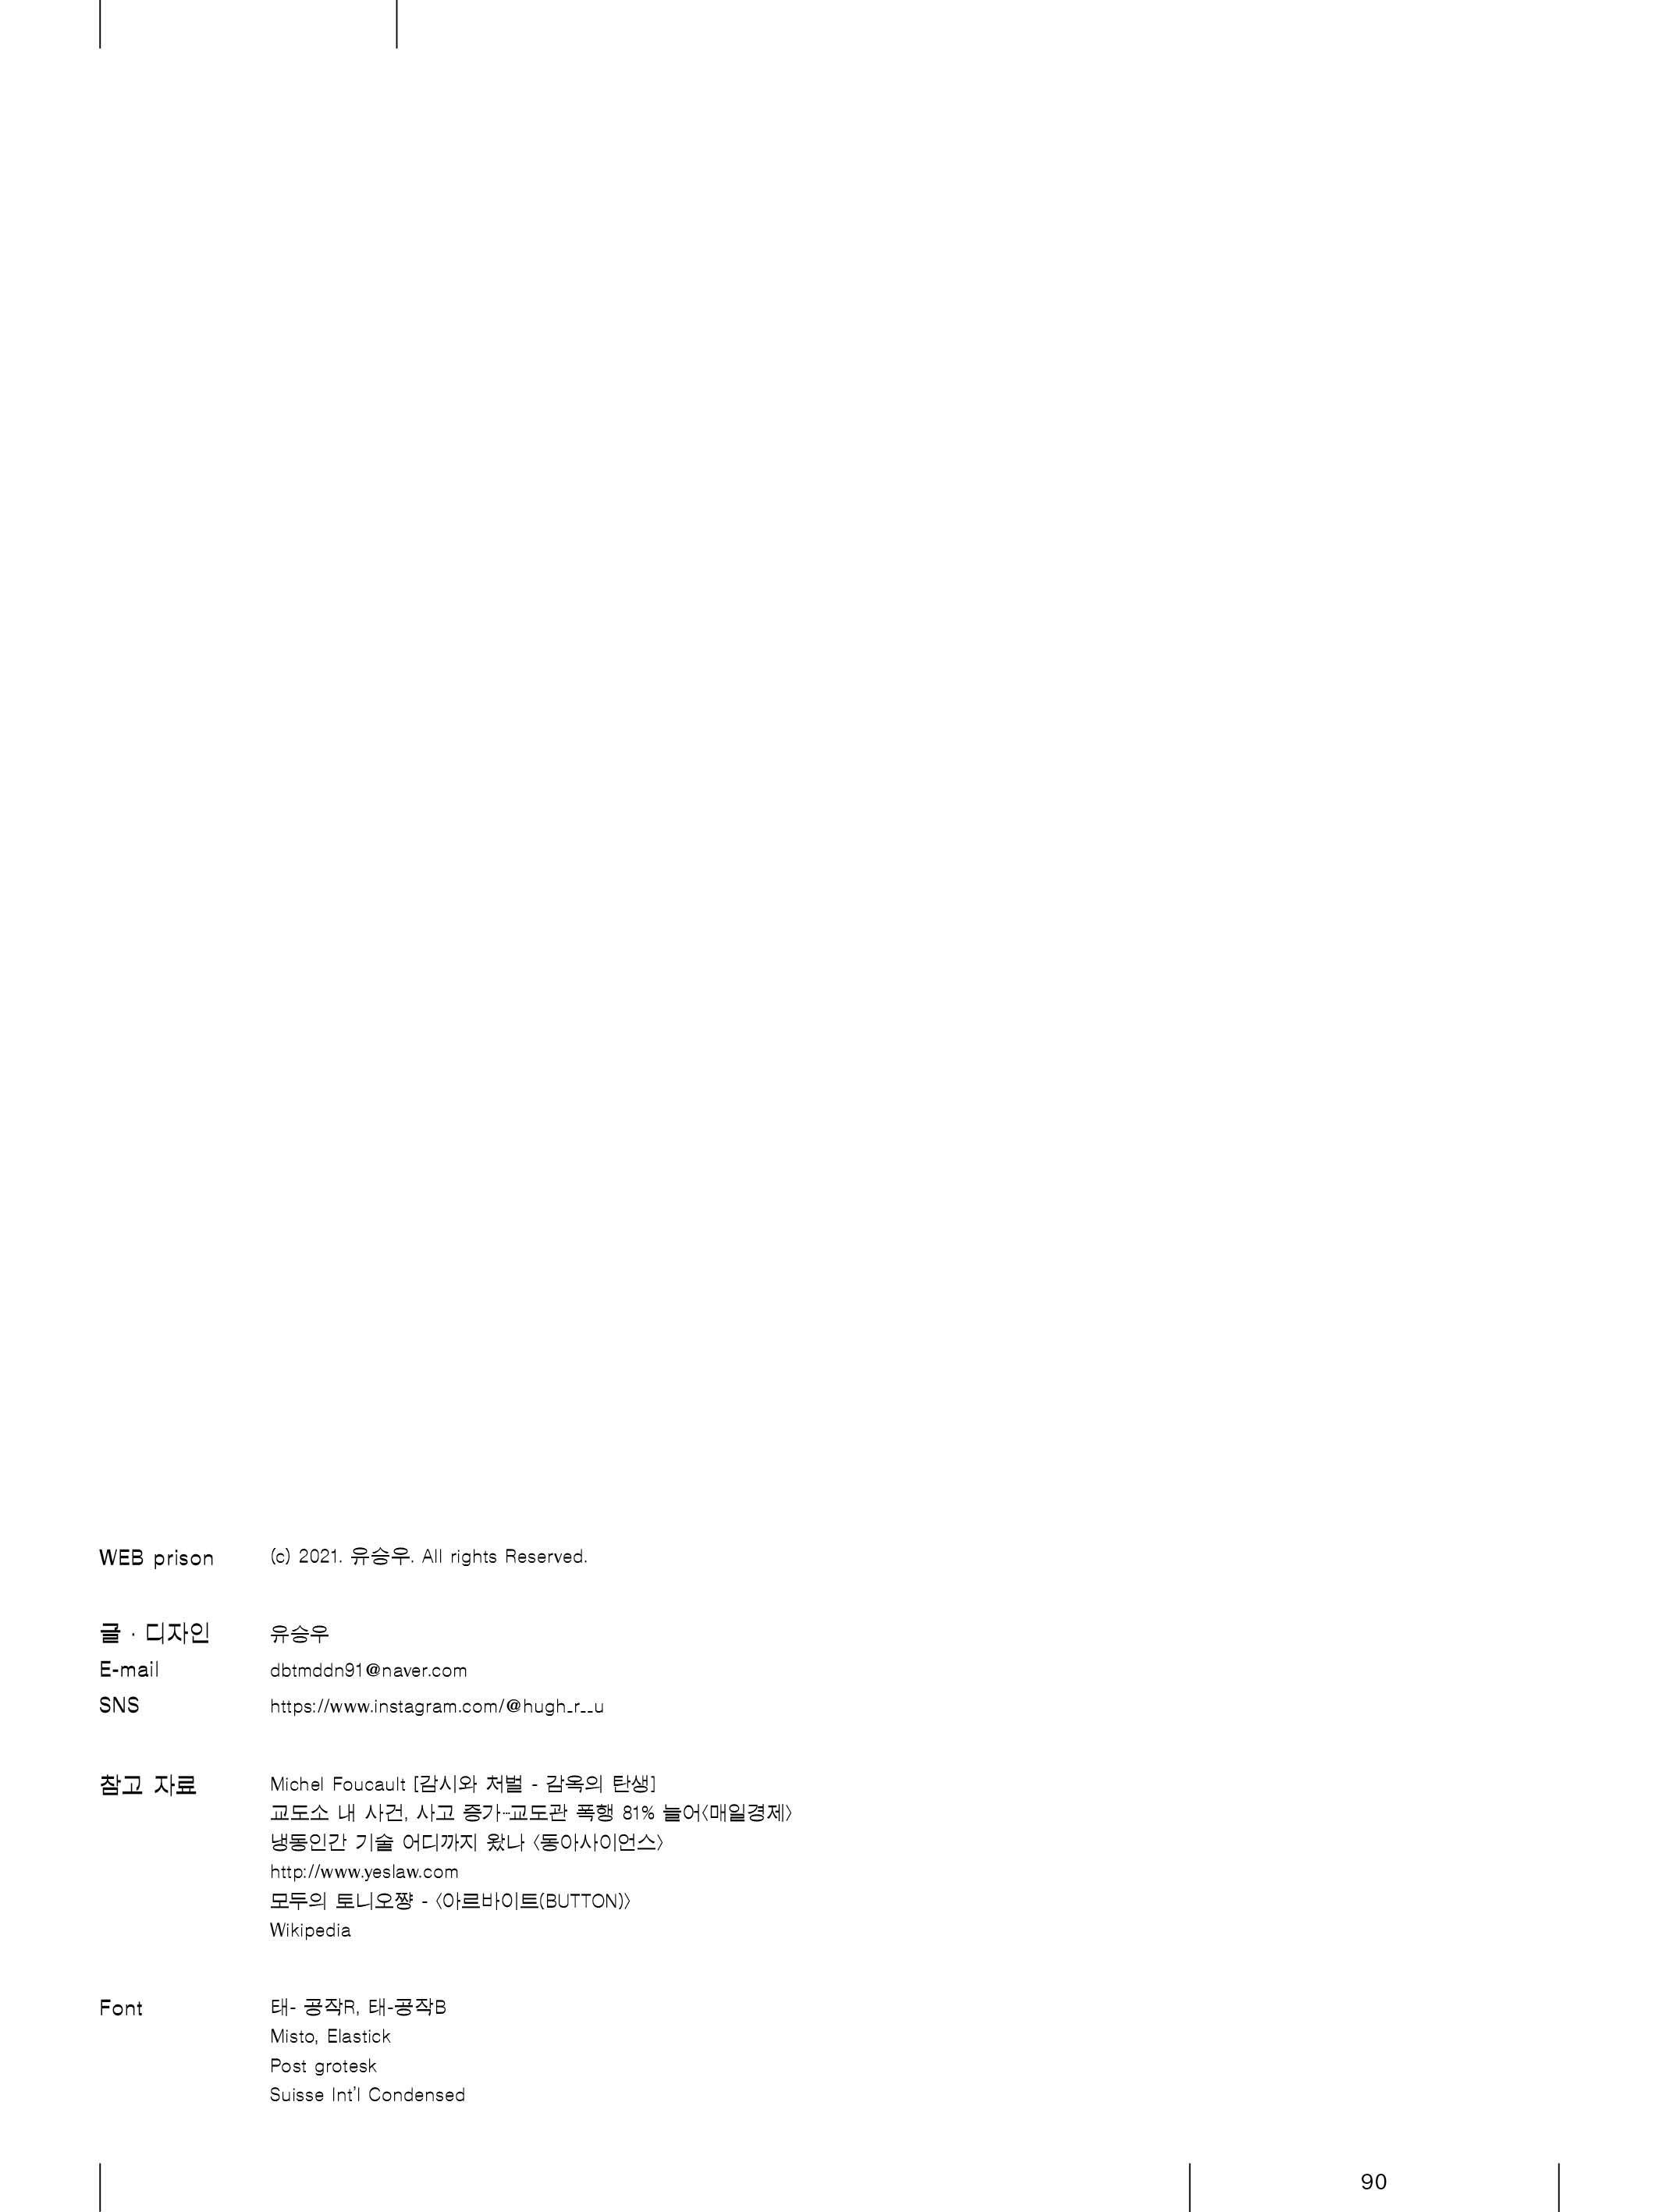 WEB prison (c) 2021. 유승우. All rights Reserved.
글 · 디자인 유승우
E-mail dbtmddn91@naver.com
SNS https://www.instagram.com/@hugh_r__u
참고 자료 Michel Foucault [감시와 처벌 - 감옥의 탄생]
교도소 내 사건, 사고 증가…교도관 폭행 81% 늘어〈매일경제〉
냉동인간 기술 어디까지 왔나 〈동아사이언스〉
http://www.yeslaw.com
모두의 토니오쨩 - 〈아르바이트(BUTTON)〉
Wikipedia
Font 태- 공작R, 태-공작B
Misto, Elastick
Post grotesk
Suisse Int'l Condensed
90